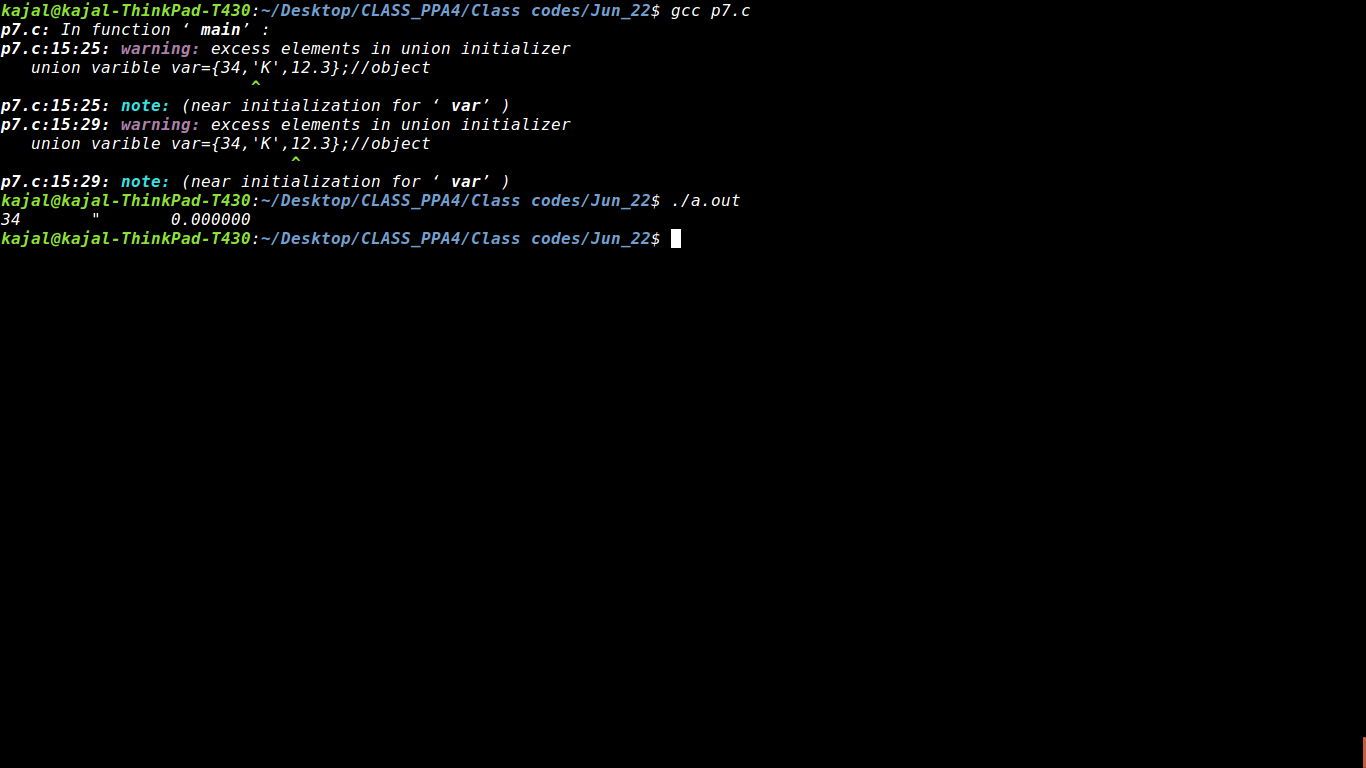 kajal@kajal-ThinkPad-T430:~/Desktop/CLASS_PPA4/Class codes/Jun_22$ gcc p7.c
p7.c: In function ‘ main’ :
p7.c:15:25: warning: excess elements in union initializer
   union varible var={34,'K',12.3};//object
                         ^
p7.c:15:25: note: (near initialization for ‘ var’ )
p7.c:15:29: warning: excess elements in union initializer
   union varible var={34,'K',12.3};//object
                             ^
p7.c:15:29: note: (near initialization for ‘ var’ )
kajal@kajal-ThinkPad-T430:~/Desktop/CLASS_PPA4/Class codes/Jun_22$ ./a.out
34       "       0.000000
kajal@kajal-ThinkPad-T430:~/Desktop/CLASS_PPA4/Class codes/Jun_22$